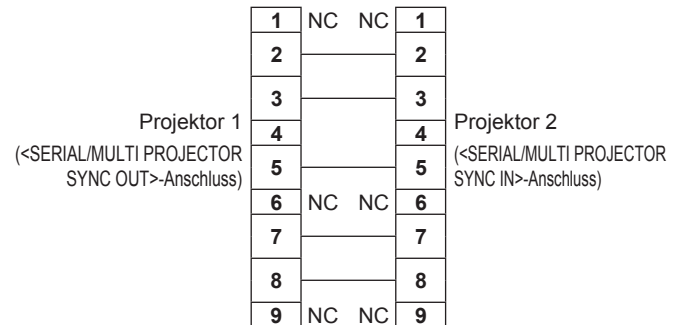 1 NC NC 1
2 2
3 3
Projektor 1 Projektor 2
4 4
(<SERIAL/MULTI PROJECTOR (<SERIAL/MULTI PROJECTOR
5 5
SYNC OUT>-Anschluss) SYNC IN>-Anschluss)
6 NC NC 6
7 7
8 8
9 NC NC 9